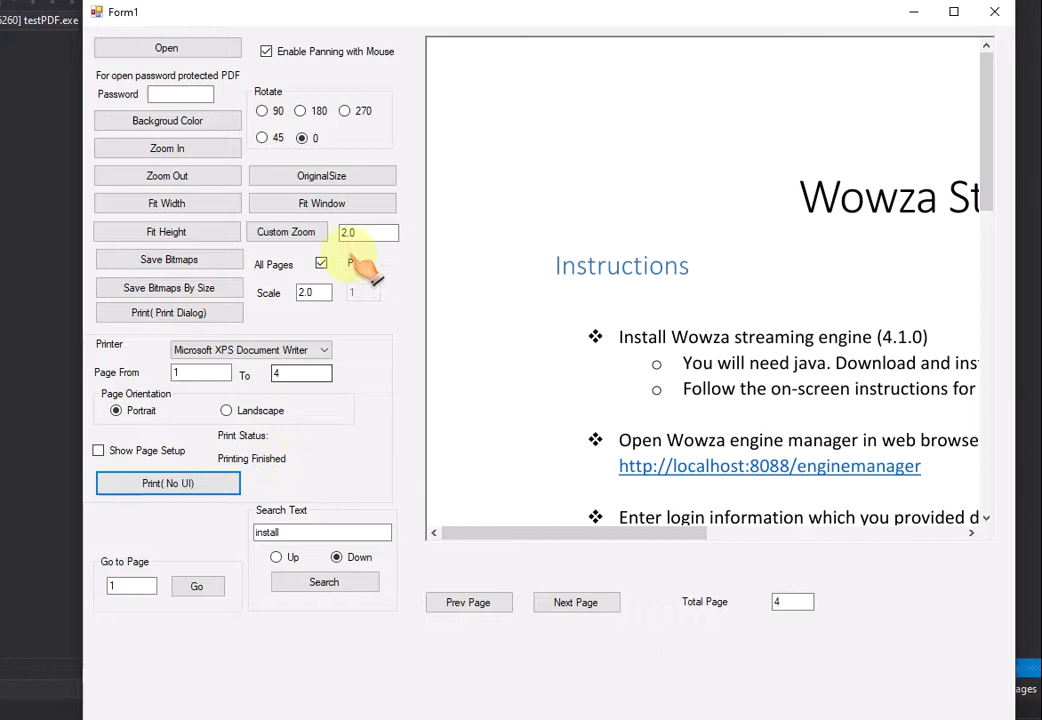 5260] testPDF.exe
Form1
Open
Enable Panning with Mouse
For open password protected PDF
Password
Rotate
90
180
270
45
0
Backgroud Color
Zoom In
Zoom Out
OriginalSize
Fit Width
Fit Window
Fit Height
Custom Zoom
2.0
Save Bitmaps
All Pages
Save Bitmaps By Size
Scale
2.0
1
Print( Print Dialog)
Printer
Microsoft XPS Document Writer
Page From
1
To
4
Page Orientation
Portrait
Landscape
Print Status:
Show Page Setup
Printing Finished
Print( No UI)
Search Text
install
Up
Down
Search
Go to Page
1
Go
Wowza St
Instructions
❖ Install Wowza streaming engine (4.1.0)
o You will need java. Download and ins
o Follow the on-screen instructions for
❖ Open Wowza engine manager in web browse
http://localhost:8088/enginemanager
❖ Enter login information which you provided d
Prev Page
Next Page
Total Page
4
ages